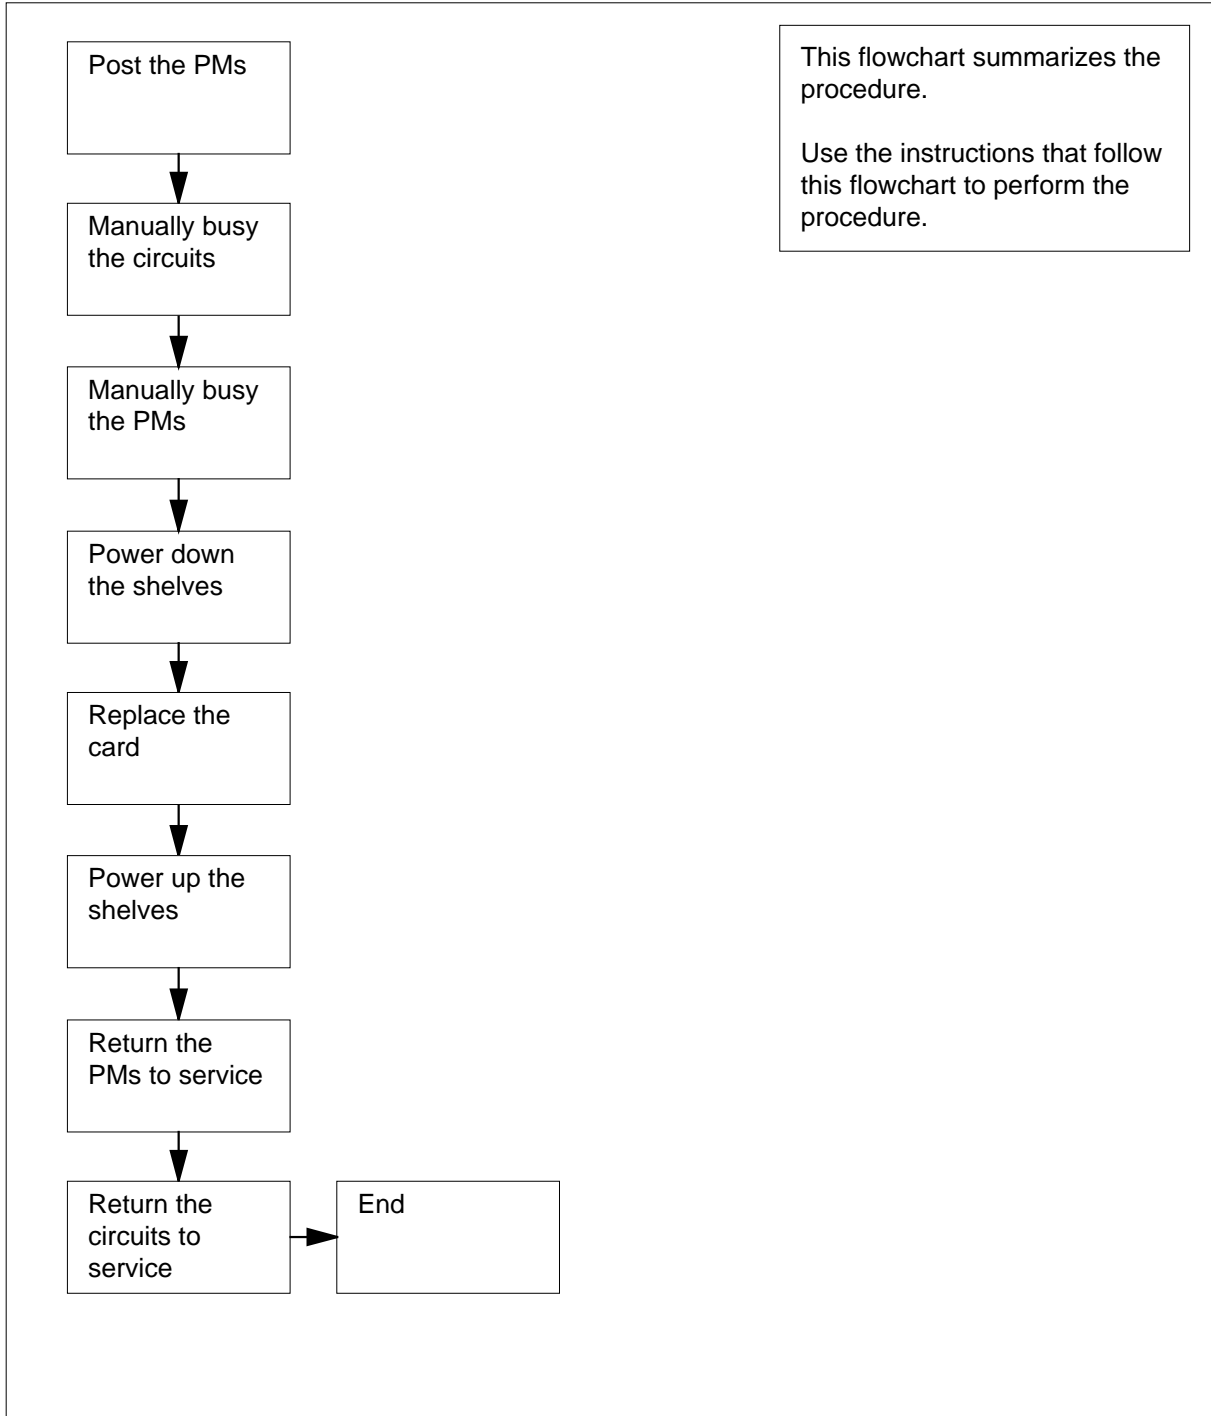 Post the PMs
Manually busy
the circuits
Manually busy
the PMs
Power down
the shelves
Replace the
card
Power up the
shelves
Return the
PMs to service
Return the
circuits to
service
End
This flowchart summarizes the
procedure.
Use the instructions that follow
this flowchart to perform the
procedure.